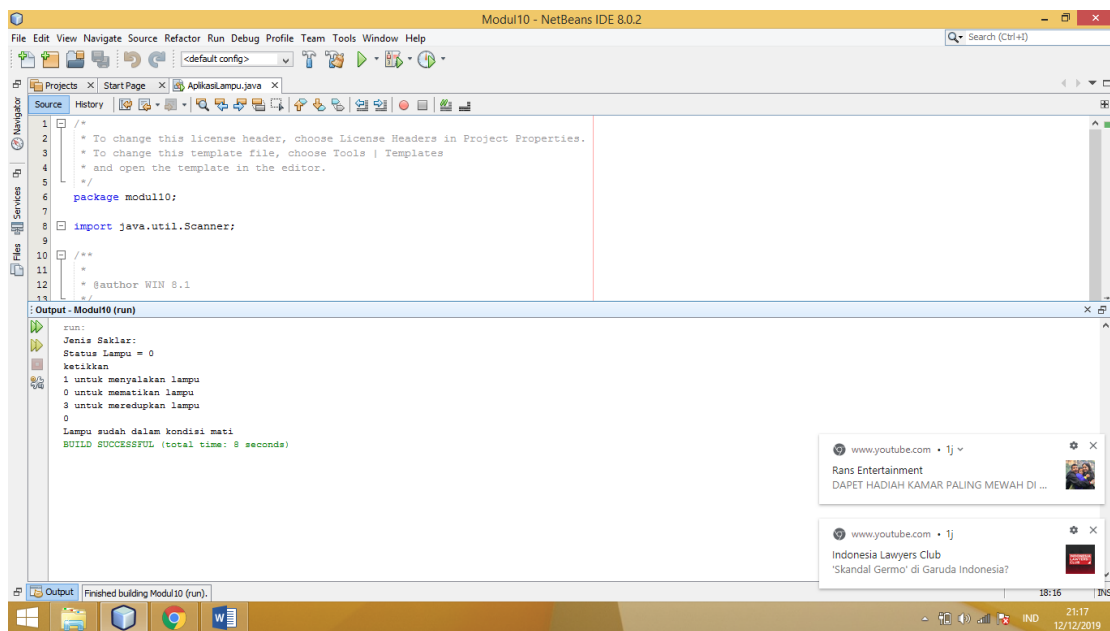 Modul10 - NetBeans IDE 8.0.2
File Edit View Navigate Source Refactor Run Debug Profile Team Tools Window Help
Search (Ctrl+I)
<default config>
Projects Start Page AplikasiLampu.java
Source History
Navigator
Services
Files
1 /*
2 * To change this license header, choose License Headers in Project Properties.
3 * To change this template file, choose Tools | Templates
4 * and open the template in the editor.
5 */
6 package modul10;
7
8 import java.util.Scanner;
9
10 /**
11 *
12 * @author WIN 8.1
13 */
Output - Modul10 (run)
run:
Jenis Saklar:
Status Lampu = 0
ketikkan
1 untuk menyalakan lampu
0 untuk mematikan lampu
3 untuk meredupkan lampu
0
Lampu sudah dalam kondisi mati
BUILD SUCCESSFUL (total time: 8 seconds)
www.youtube.com • 1j
Rans Entertainment
DAPET HADIAH KAMAR PALING MEWAH DI ...
www.youtube.com • 1j
Indonesia Lawyers Club
'Skandal Germo' di Garuda Indonesia?
Output Finished building Modul10 (run).
18:16 INS
IND
21:17
12/12/2019